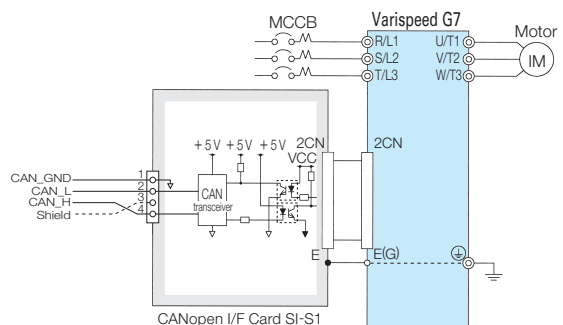 MCCB
Varispeed G7
Motor
R/L1
U/T1
S/L2
V/T2
IM
T/L3
W/T3
+5V +5V +5V
2CN
2CN
VCC
CAN_GND
1
CAN_L
2
CAN_H
3
Shield
4
CAN
transceiver
E
E(G)
CANopen I/F Card SI-S1